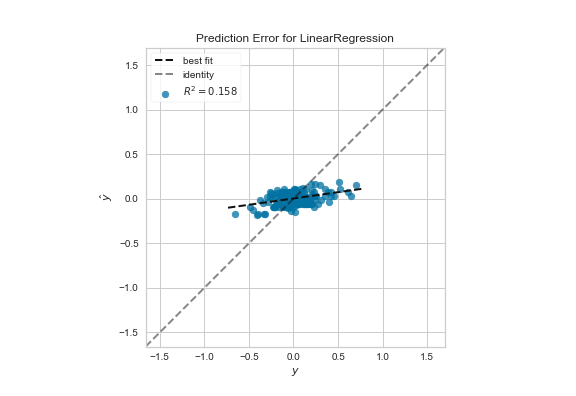 Prediction Error for LinearRegression
best fit
identity
$R^2 = 0.158$
1.5
1.0
0.5
0.0
−0.5
−1.0
−1.5
ŷ
−1.5 −1.0 −0.5 0.0 0.5 1.0 1.5
y